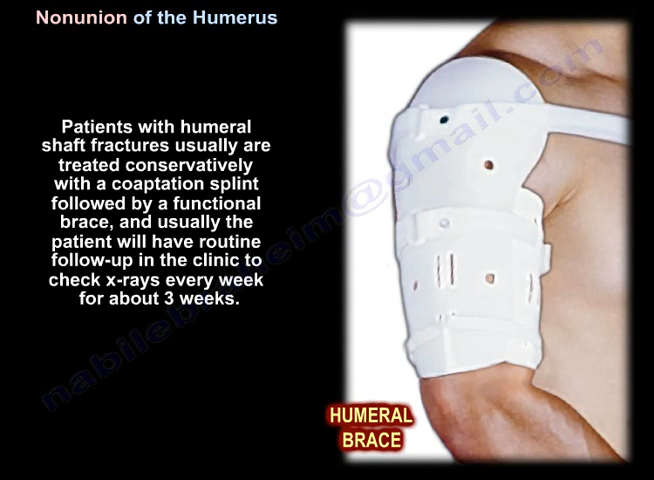 Nonunion of the Humerus
Patients with humeral
shaft fractures usually are
treated conservatively
with a coaptation splint
followed by a functional
brace, and usually the
patient will have routine
follow-up in the clinic to
check x-rays every week
for about 3 weeks.
HUMERAL
BRACE